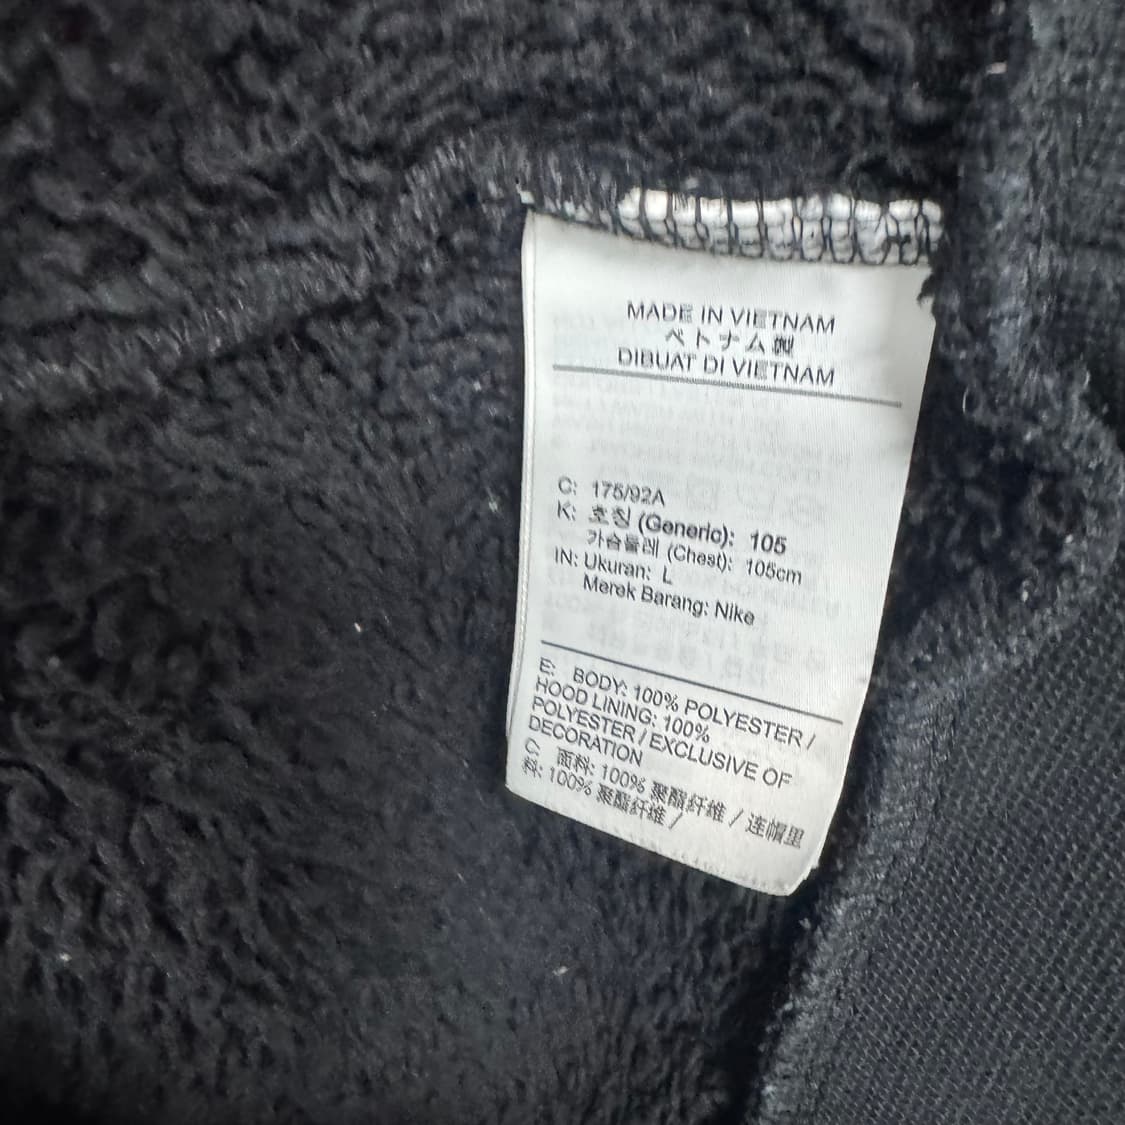 MADE IN VIETNAM
ベトナム製
DIBUAT DI VIETNAM
C: 175/92A
K: 호칭 (Generic): 105
가슴둘레 (Chest): 105cm
IN: Ukuran: L
Merek Barang: Nike
E: BODY: 100% POLYESTER /
HOOD LINING: 100%
POLYESTER / EXCLUSIVE OF
DECORATION
C: 面料: 100% 聚酯纤维 / 连帽里
料: 100% 聚酯纤维 /